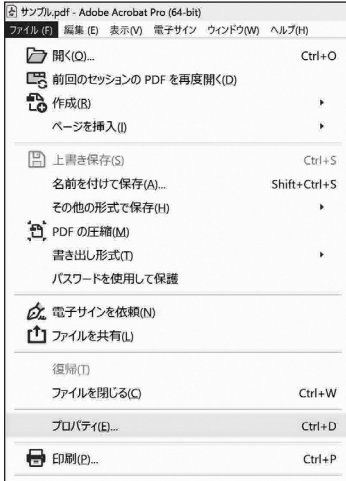 サンプル.pdf - Adobe Acrobat Pro (64-bit)
ファイル(F) 編集(E) 表示(V) 電子サイン ウィンドウ(W) ヘルプ(H)
開く(O)... Ctrl+O
前回のセッションの PDF を再度開く(D)
作成(R)
ページを挿入(I)
上書き保存(S) Ctrl+S
名前を付けて保存(A)... Shift+Ctrl+S
その他の形式で保存(H)
PDF の圧縮(M)
書き出し形式(T)
パスワードを使用して保護
電子サインを依頼(N)
ファイルを共有(L)
復帰(T)
ファイルを閉じる(C) Ctrl+W
プロパティ(E)... Ctrl+D
印刷(P)... Ctrl+P